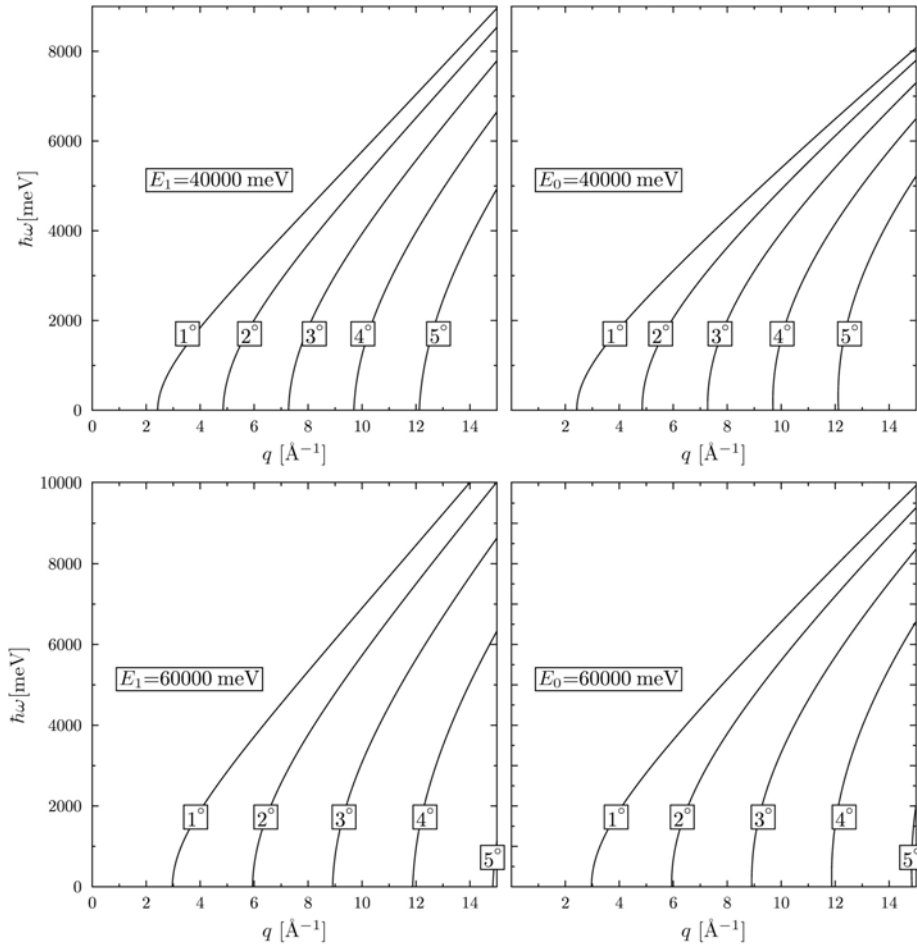 8000
6000
4000
2000
0
ħω[meV]
E₁=40000 meV
1°
2°
3°
4°
5°
0 2 4 6 8 10 12 14
q [Å⁻¹]
E₀=40000 meV
1°
2°
3°
4°
5°
2 4 6 8 10 12 14
q [Å⁻¹]
10000
8000
6000
4000
2000
0
ħω[meV]
E₁=60000 meV
1°
2°
3°
4°
5°
0 2 4 6 8 10 12 14
q [Å⁻¹]
E₀=60000 meV
1°
2°
3°
4°
5°
2 4 6 8 10 12 14
q [Å⁻¹]